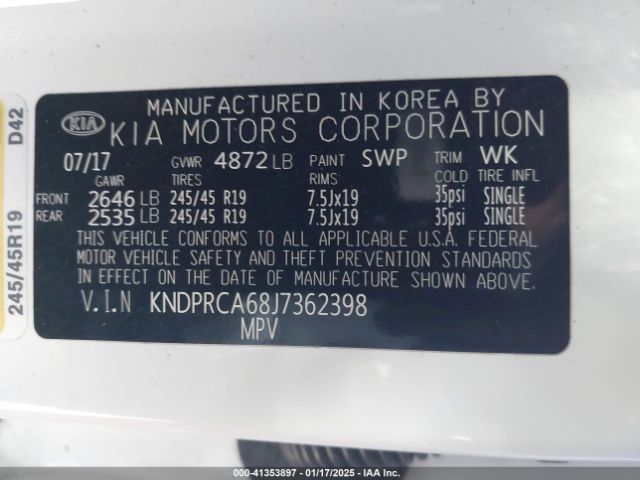 MANUFACTURED IN KOREA BY
KIA KIA MOTORS CORPORATION
07/17 GVWR 4872 LB PAINT SWP TRIM WK
GAWR TIRES RIMS COLD TIRE INFL
FRONT 2646 LB 245/45 R19 7.5Jx19 35psi SINGLE
REAR 2535 LB 245/45 R19 7.5Jx19 35psi SINGLE
THIS VEHICLE CONFORMS TO ALL APPLICABLE U.S.A. FEDERAL
MOTOR VEHICLE SAFETY AND THEFT PREVENTION STANDARDS
IN EFFECT ON THE DATE OF MANUFACTURE SHOWN ABOVE.
V.I.N KNDPRCA68J7362398
MPV
245/45R19 D42
000-41353897 - 01/17/2025 - IAAI.COM